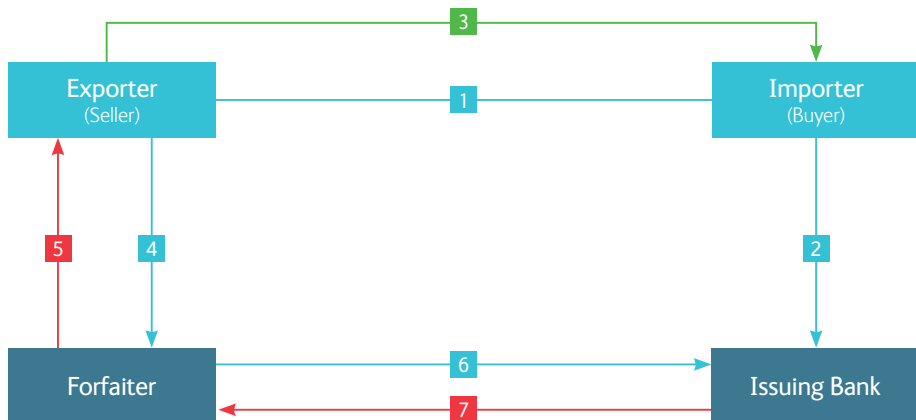 3
Exporter
(Seller)
1
Importer
(Buyer)
5
4
2
Forfaiter
6
Issuing Bank
7